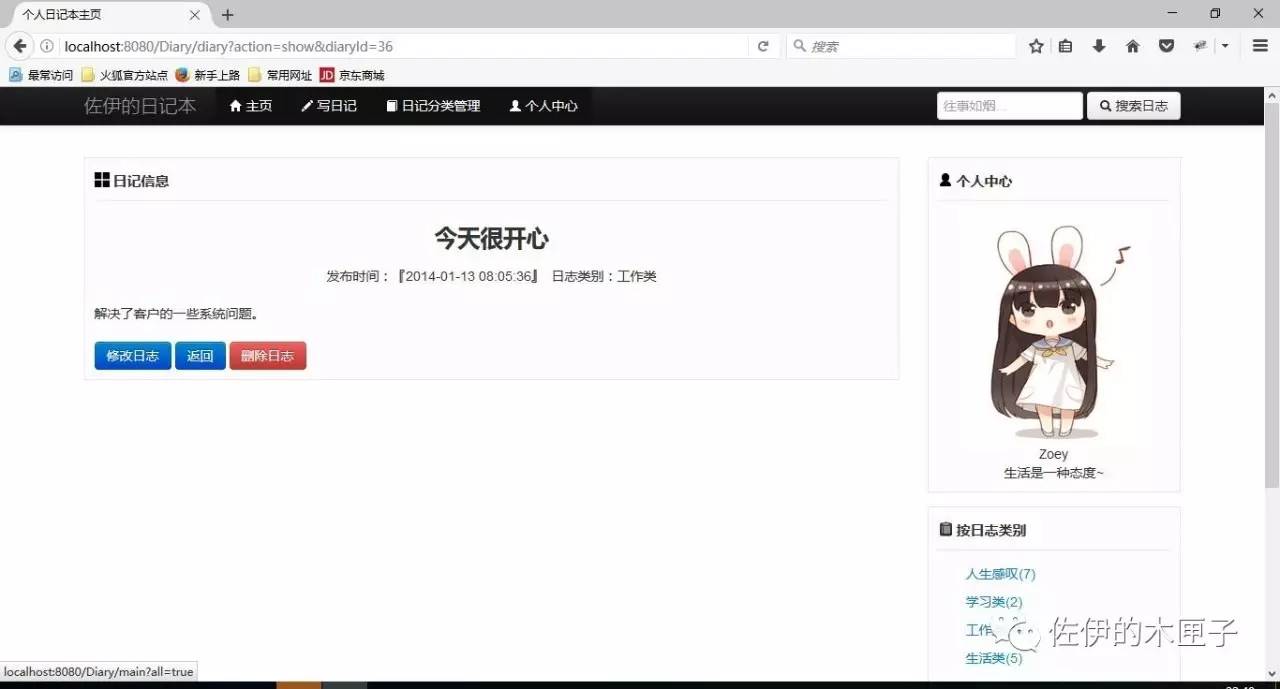 个人日记本主页
localhost:8080/Diary/diary?action=show&diaryId=36
搜索
最常访问 火狐官方站点 新手上路 常用网址 JD 京东商城
佐伊的日记本 主页 写日记 日记分类管理 个人中心 往事如烟... 搜索日志
日记信息
今天很开心
发布时间：『2014-01-13 08:05:36』 日志类别：工作类
解决了客户的一些系统问题。
修改日志 返回 删除日志
个人中心
Zoey
生活是一种态度~
按日志类别
人生感叹(7)
学习类(2)
工作
生活类(5)
佐伊的木匣子
localhost:8080/Diary/main?all=true